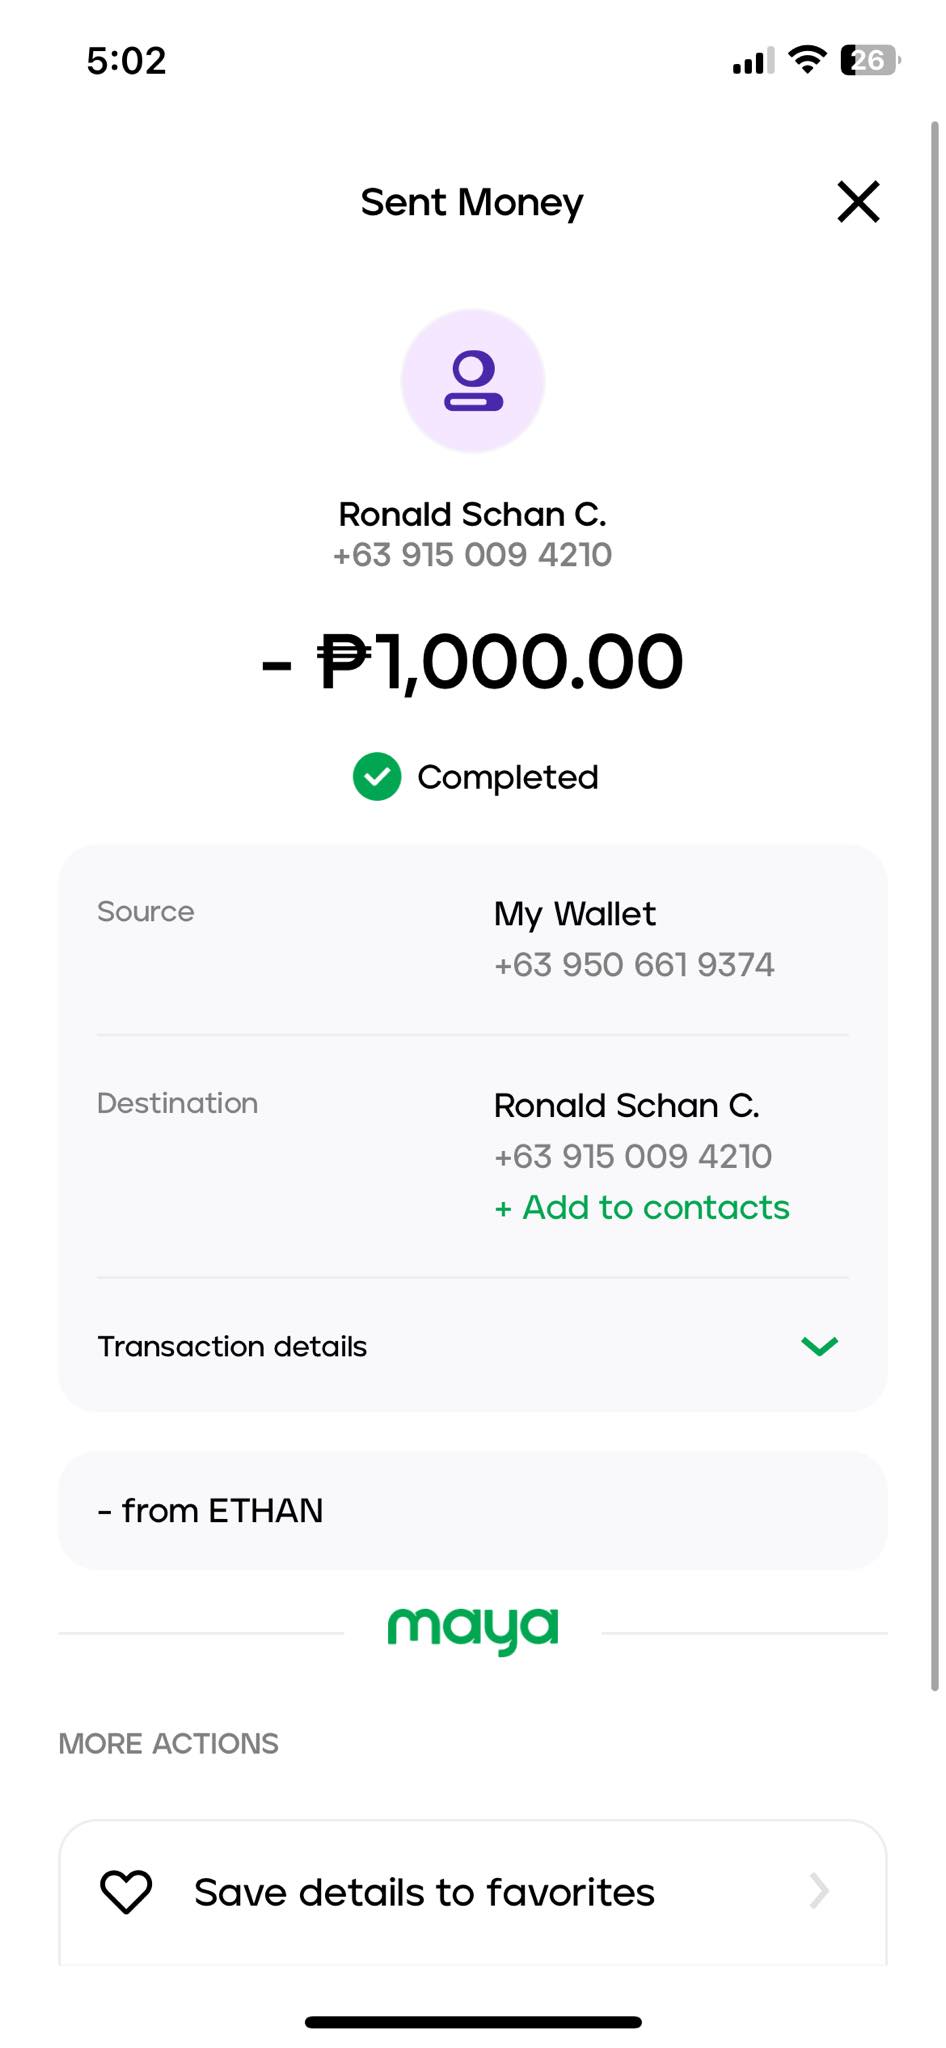 5:02
26
Sent Money
Ronald Schan C.
+63 915 009 4210
- ₱1,000.00
Completed
Source
My Wallet
+63 950 661 9374
Destination
Ronald Schan C.
+63 915 009 4210
+ Add to contacts
Transaction details
- from ETHAN
maya
MORE ACTIONS
Save details to favorites